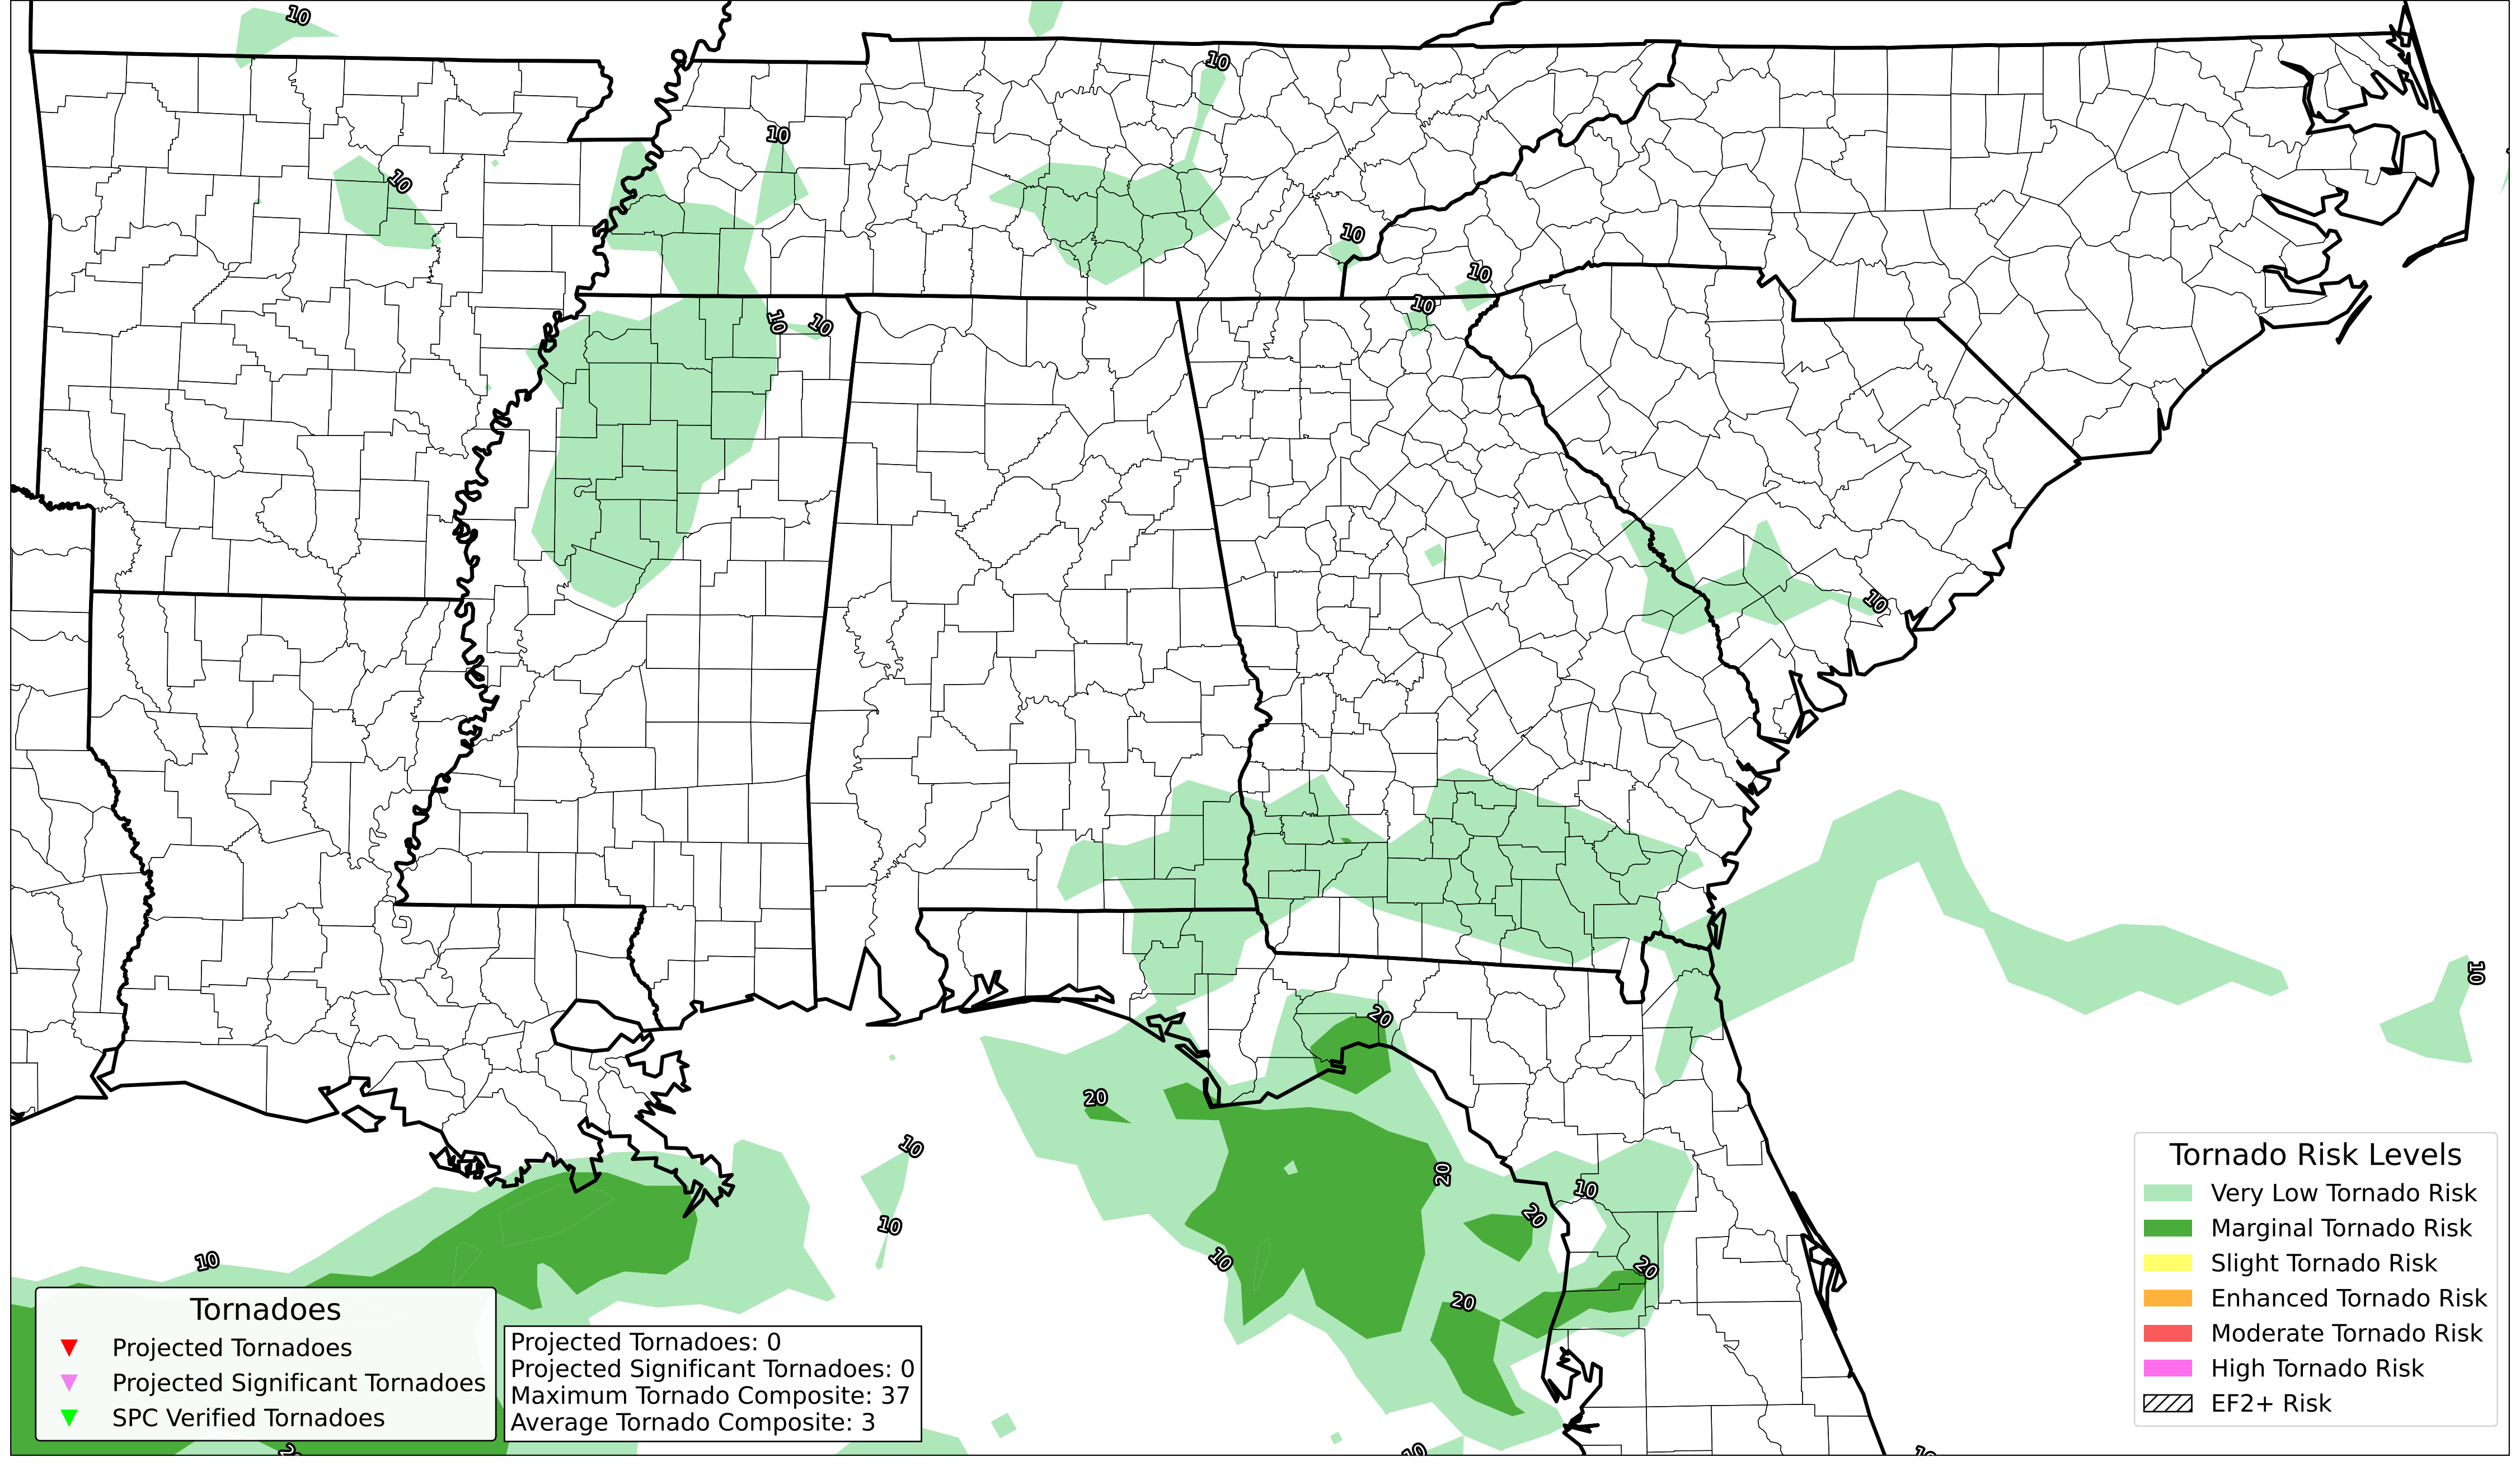 10
10
10
10
10
10
10
10
10
10
20
20
10
20
10
10
10
20
10
20
10
20
Tornadoes
Projected Tornadoes
Projected Significant Tornadoes
SPC Verified Tornadoes
Projected Tornadoes: 0
Projected Significant Tornadoes: 0
Maximum Tornado Composite: 37
Average Tornado Composite: 3
Tornado Risk Levels
Very Low Tornado Risk
Marginal Tornado Risk
Slight Tornado Risk
Enhanced Tornado Risk
Moderate Tornado Risk
High Tornado Risk
EF2+ Risk